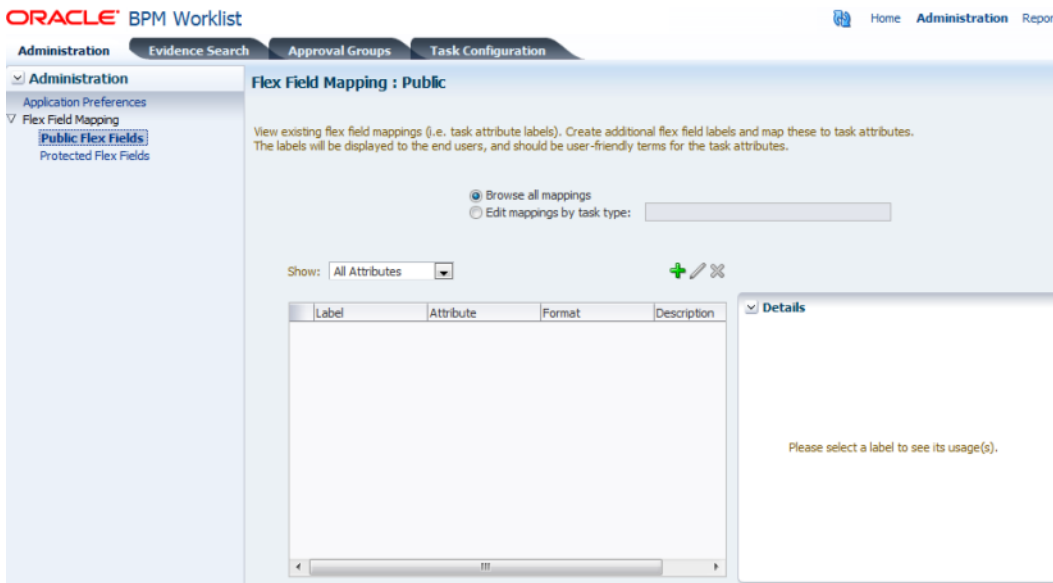 ORACLE BPM Worklist
Home Administration Repor
Administration Evidence Search Approval Groups Task Configuration
Administration
Application Preferences
Flex Field Mapping
Public Flex Fields
Protected Flex Fields
Flex Field Mapping : Public
View existing flex field mappings (i.e. task attribute labels). Create additional flex field labels and map these to task attributes.
The labels will be displayed to the end users, and should be user-friendly terms for the task attributes.
Browse all mappings
Edit mappings by task type:
Show: All Attributes
Label Attribute Format Description
Details
Please select a label to see its usage(s).